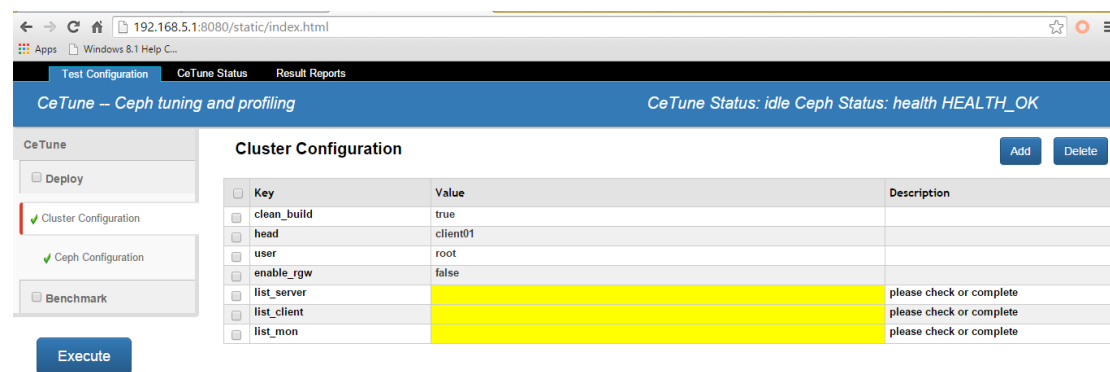 192.168.5.1:8080/static/index.html
Apps Windows 8.1 Help C...
Test Configuration CeTune Status Result Reports
CeTune -- Ceph tuning and profiling CeTune Status: idle Ceph Status: health HEALTH_OK
CeTune
Deploy
Cluster Configuration
Ceph Configuration
Benchmark
Execute
Cluster Configuration
Add Delete
Key Value Description
clean_build true
head client01
user root
enable_rgw false
list_server please check or complete
list_client please check or complete
list_mon please check or complete